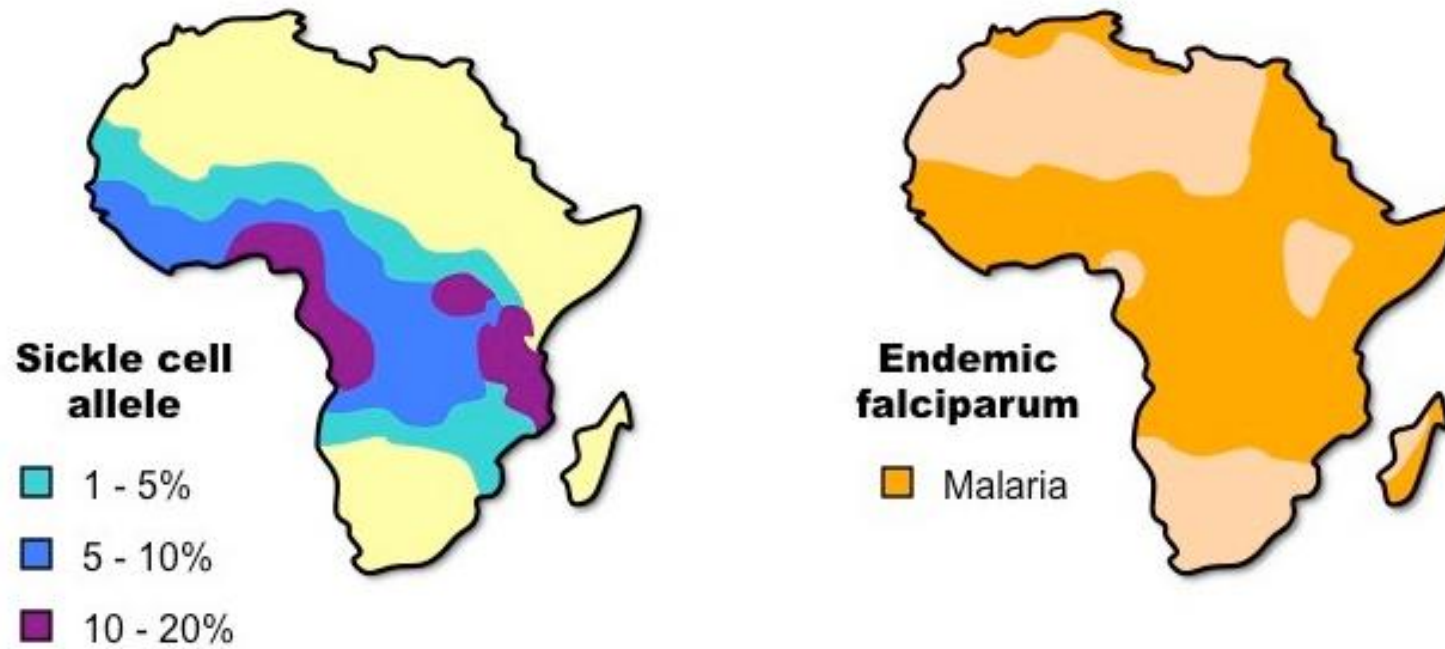 Sickle cell
allele
1 - 5%
5 - 10%
10 - 20%
Endemic
falciparum
Malaria